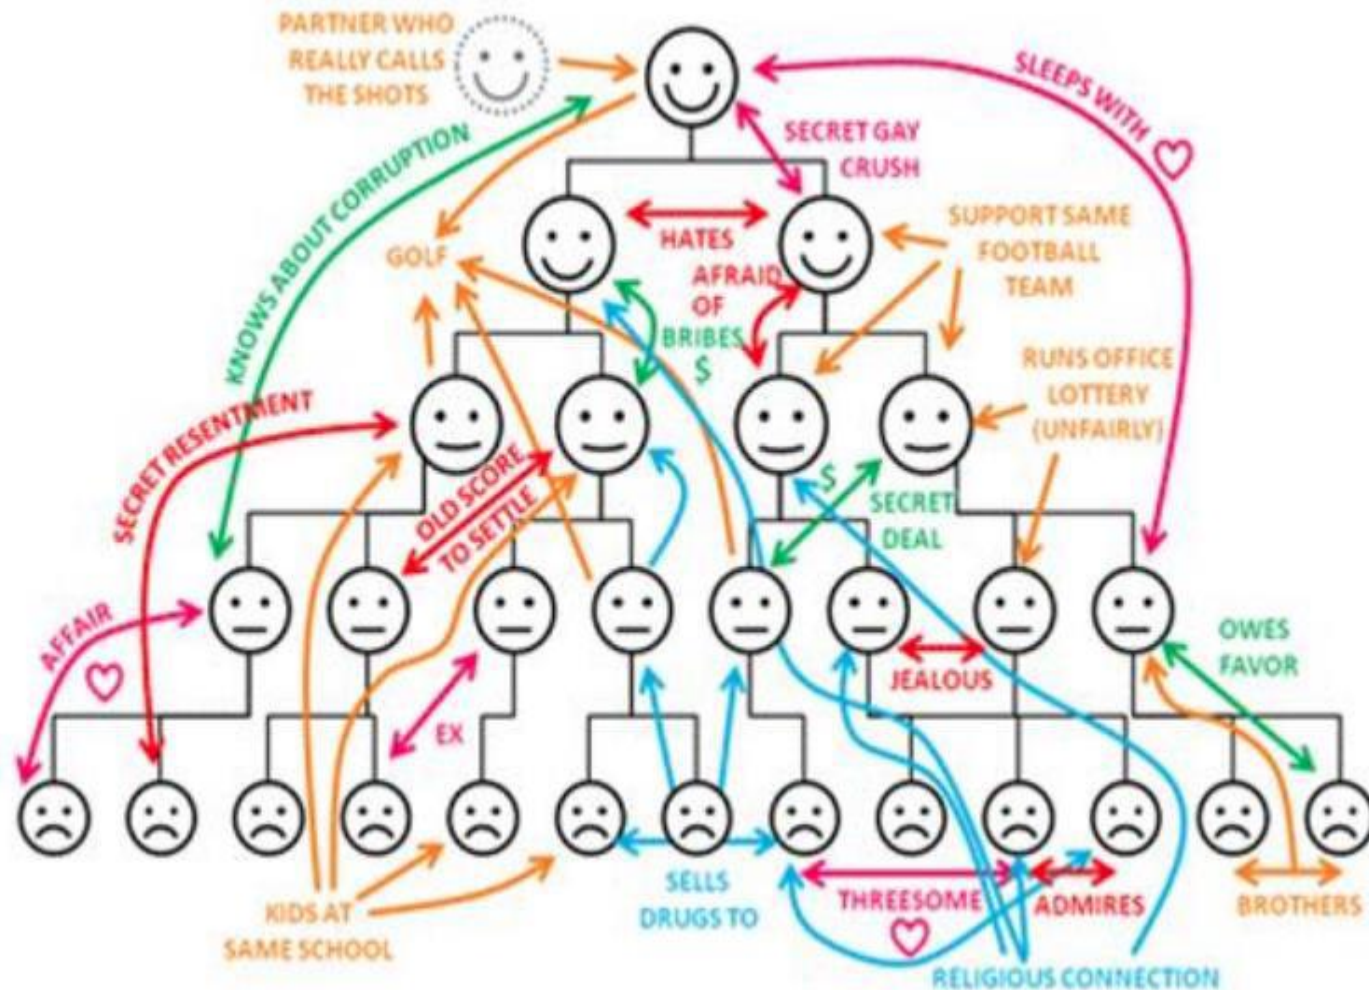 PARTNER WHO
REALLY CALLS
THE SHOTS
SLEEPS WITH
SECRET GAY
CRUSH
KNOWS ABOUT CORRUPTION
HATES
SUPPORT SAME
FOOTBALL
TEAM
GOLF
AFRAID
OF
BRIBES
$
RUNS OFFICE
LOTTERY
(UNFAIRLY)
SECRET RESENTMENT
OLD SCORE
TO SETTLE
$
SECRET
DEAL
AFFAIR
OWES
FAVOR
JEALOUS
EX
SELLS
DRUGS TO
THREESOME
ADMIRES
BROTHERS
KIDS AT
SAME SCHOOL
RELIGIOUS CONNECTION